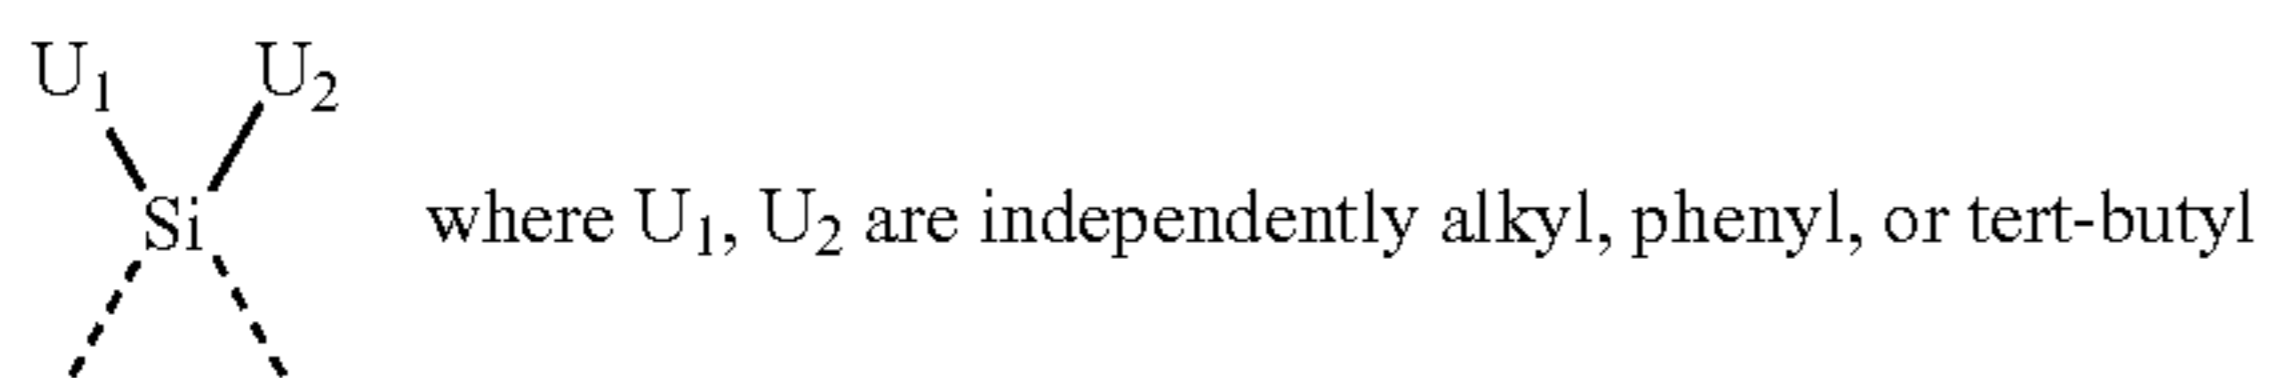 U₁ U₂
Si where U₁, U₂ are independently alkyl, phenyl, or tert-butyl